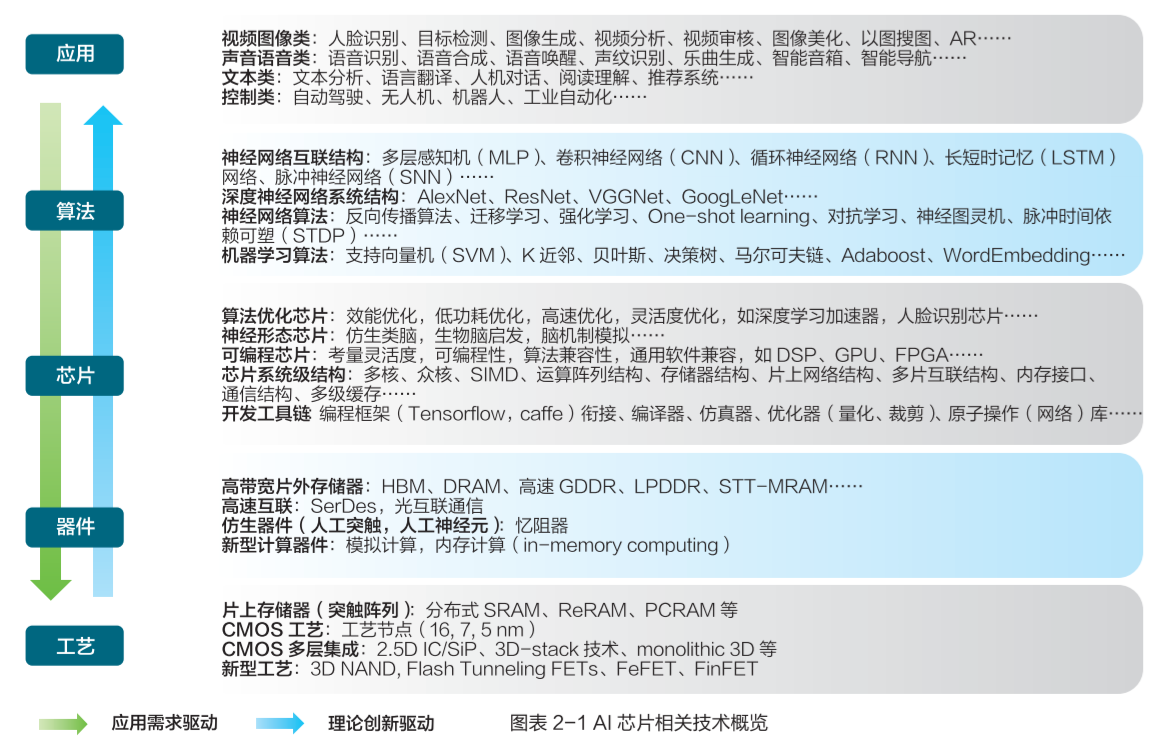 应用
视频图像类：人脸识别、目标检测、图像生成、视频分析、视频审核、图像美化、以图搜图、AR……
声音语音类：语音识别、语音合成、语音唤醒、声纹识别、乐曲生成、智能音箱、智能导航……
文本类：文本分析、语言翻译、人机对话、阅读理解、推荐系统……
控制类：自动驾驶、无人机、机器人、工业自动化……
算法
神经网络互联结构：多层感知机（MLP）、卷积神经网络（CNN）、循环神经网络（RNN）、长短时记忆（LSTM）
网络、脉冲神经网络（SNN）……
深度神经网络系统结构：AlexNet、ResNet、VGGNet、GoogLeNet……
神经网络算法：反向传播算法、迁移学习、强化学习、One-shot learning、对抗学习、神经图灵机、脉冲时间依
赖可塑（STDP）……
机器学习算法：支持向量机（SVM）、K 近邻、贝叶斯、决策树、马尔可夫链、Adaboost、WordEmbedding……
芯片
算法优化芯片：效能优化，低功耗优化，高速优化，灵活度优化，如深度学习加速器，人脸识别芯片……
神经形态芯片：仿生类脑，生物脑启发，脑机制模拟……
可编程芯片：考量灵活度，可编程性，算法兼容性，通用软件兼容，如 DSP、GPU、FPGA……
芯片系统级结构：多核、众核、SIMD、运算阵列结构、存储器结构、片上网络结构、多片互联结构、内存接口、
通信结构、多级缓存……
开发工具链 编程框架（Tensorflow，caffe）衔接、编译器、仿真器、优化器（量化、裁剪）、原子操作（网络）库……
器件
高带宽片外存储器：HBM、DRAM、高速 GDDR、LPDDR、STT-MRAM……
高速互联：SerDes，光互联通信
仿生器件（人工突触，人工神经元）：忆阻器
新型计算器件：模拟计算，内存计算（in-memory computing）
工艺
片上存储器（突触阵列）：分布式 SRAM、ReRAM、PCRAM 等
CMOS 工艺：工艺节点（16, 7, 5 nm）
CMOS 多层集成：2.5D IC/SiP、3D-stack 技术、monolithic 3D 等
新型工艺：3D NAND, Flash Tunneling FETs、FeFET、FinFET
应用需求驱动
理论创新驱动
图表 2-1 AI 芯片相关技术概览